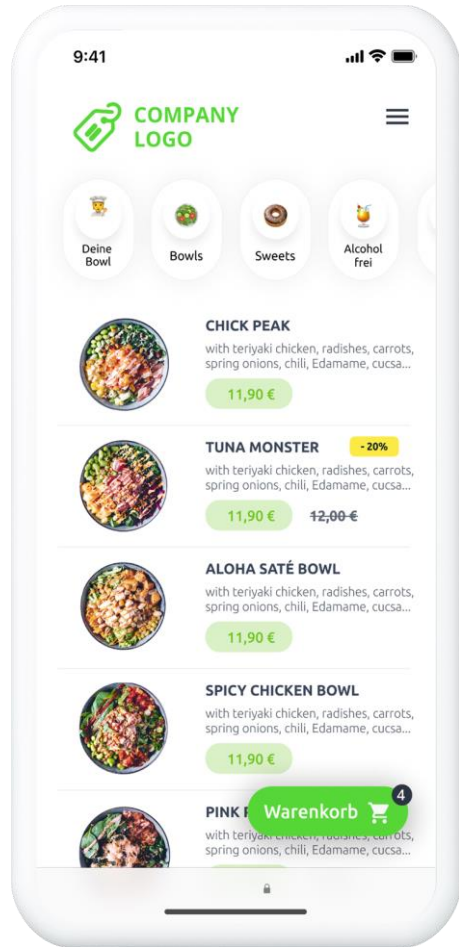 9:41
COMPANY
LOGO
Deine
Bowl
Bowls
Sweets
Alcohol
frei
CHICK PEAK
with teriyaki chicken, radishes, carrots,
spring onions, chili, Edamame, cucsa...
11,90 €
TUNA MONSTER
- 20%
with teriyaki chicken, radishes, carrots,
spring onions, chili, Edamame, cucsa...
11,90 €
12,00 €
ALOHA SATÉ BOWL
with teriyaki chicken, radishes, carrots,
spring onions, chili, Edamame, cucsa...
11,90 €
SPICY CHICKEN BOWL
with teriyaki chicken, radishes, carrots,
spring onions, chili, Edamame, cucsa...
11,90 €
PINK
Warenkorb
4
with
spring onions, chili, Edamame, cucsa...